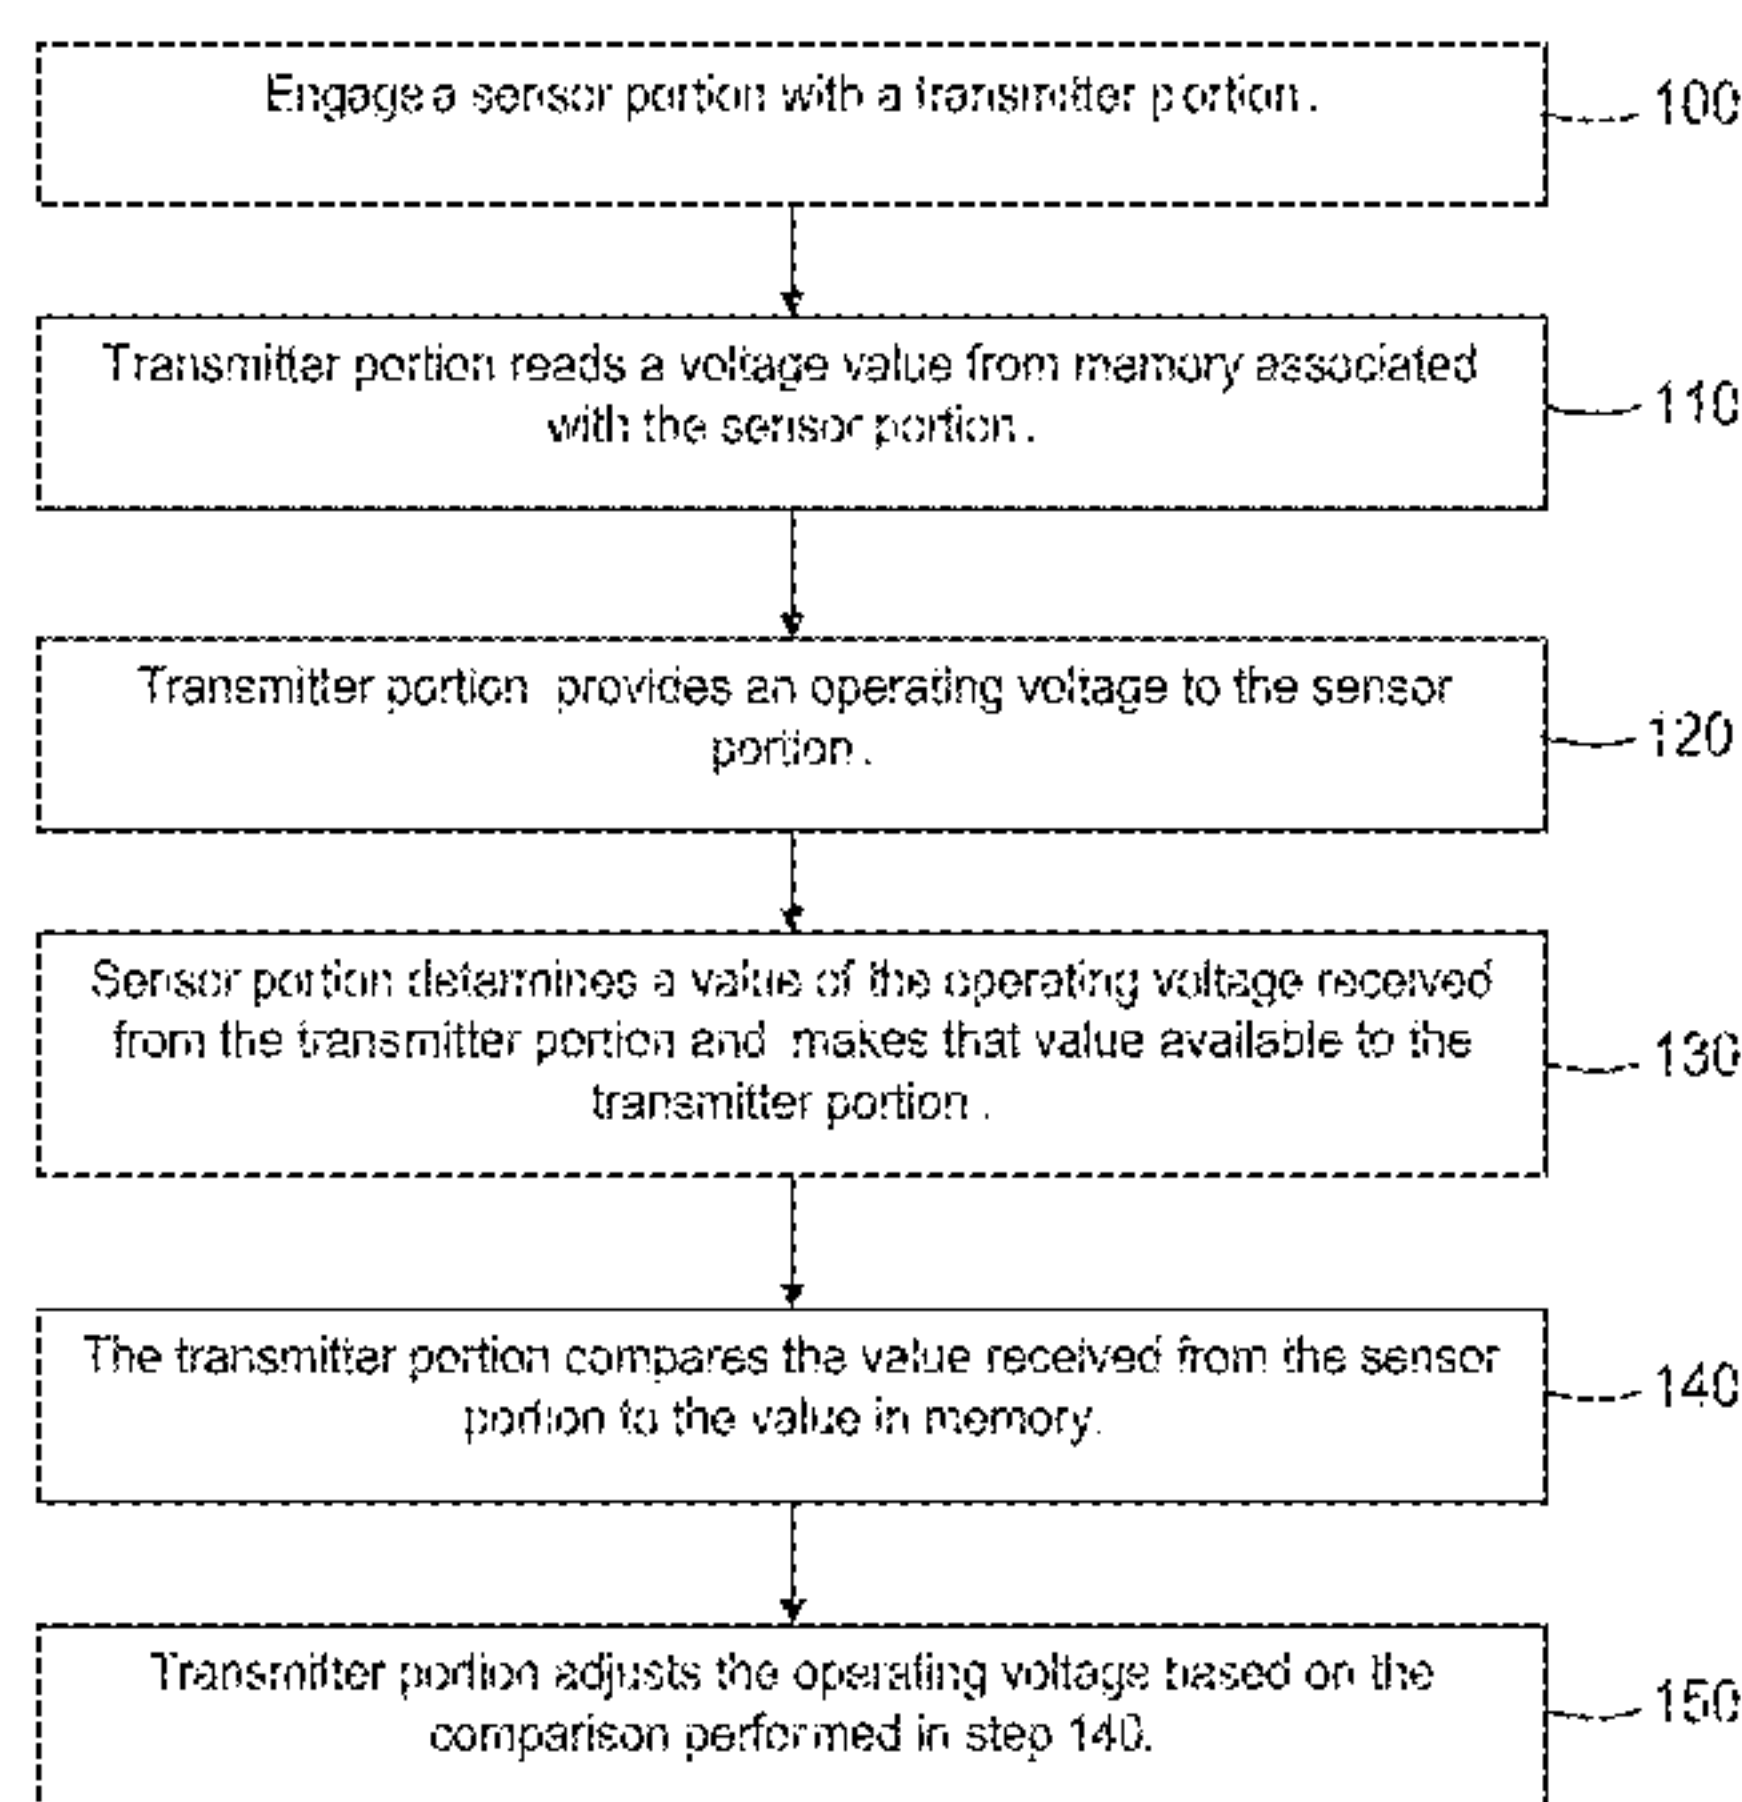 Engage a sensor portion with a transmitter portion.
100
Transmitter portion reads a voltage value from memory associated
with the sensor portion.
110
Transmitter portion provides an operating voltage to the sensor
portion.
120
Sensor portion determines a value of the operating voltage received
from the transmitter portion and makes that value available to the
transmitter portion.
130
The transmitter portion compares the value received from the sensor
portion to the value in memory.
140
Transmitter portion adjusts the operating voltage based on the
comparison performed in step 140.
150